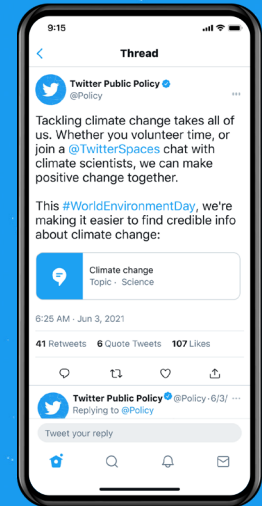 9:15
Thread
Twitter Public Policy
@Policy
Tackling climate change takes all of
us. Whether you volunteer time, or
join a @TwitterSpaces chat with
climate scientists, we can make
positive change together.
This #WorldEnvironmentDay, we're
making it easier to find credible info
about climate change:
Climate change
Topic · Science
6:25 AM · Jun 3, 2021
41 Retweets 6 Quote Tweets 107 Likes
Twitter Public Policy @Policy·6/3/ ···
Replying to @Policy
Tweet your reply